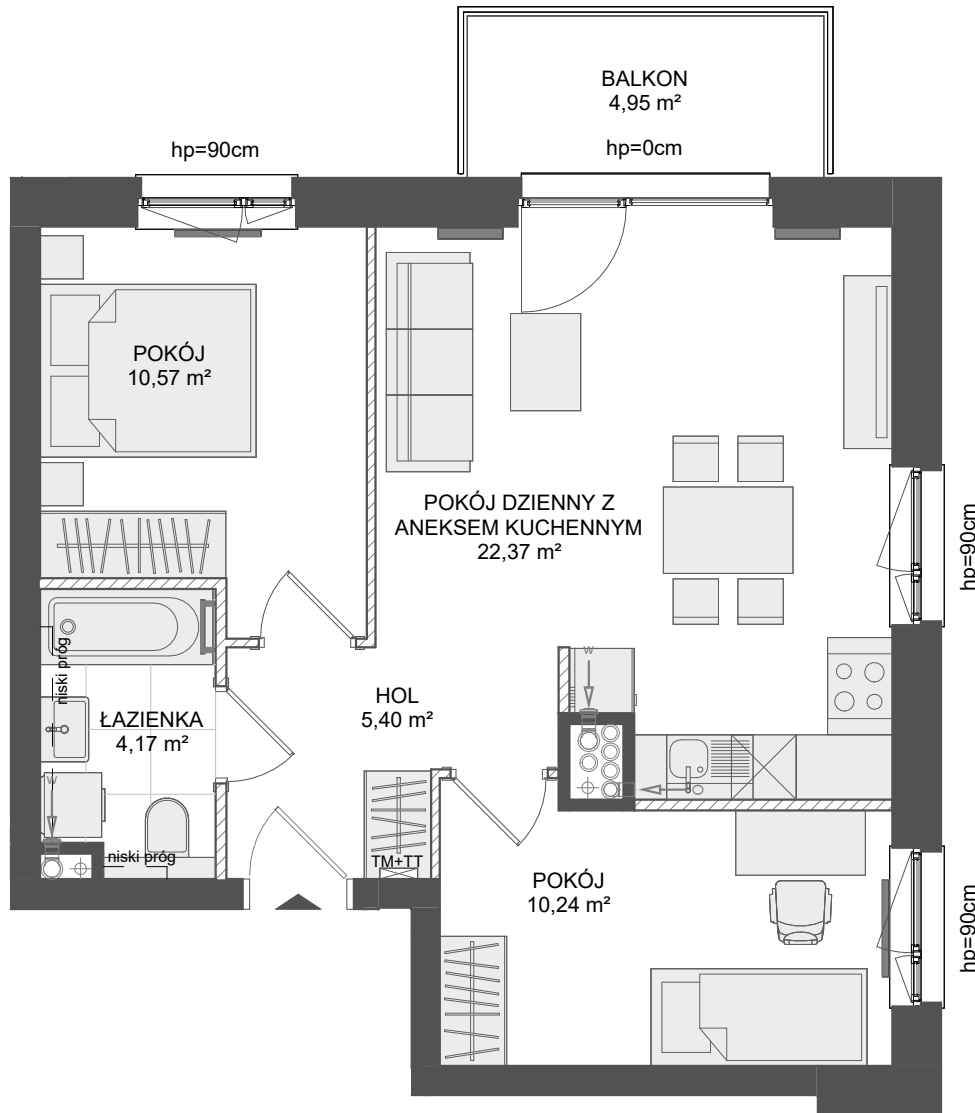 BALKON
4,95 m²
hp=90cm
hp=0cm
POKÓJ
10,57 m²
POKÓJ DZIENNY Z
ANEKSEM KUCHENNYM
22,37 m²
hp=90cm
niski próg
W
HOL
5,40 m²
ŁAZIENKA
4,17 m²
W
niski próg
TM+TT
POKÓJ
10,24 m²
hp=90cm